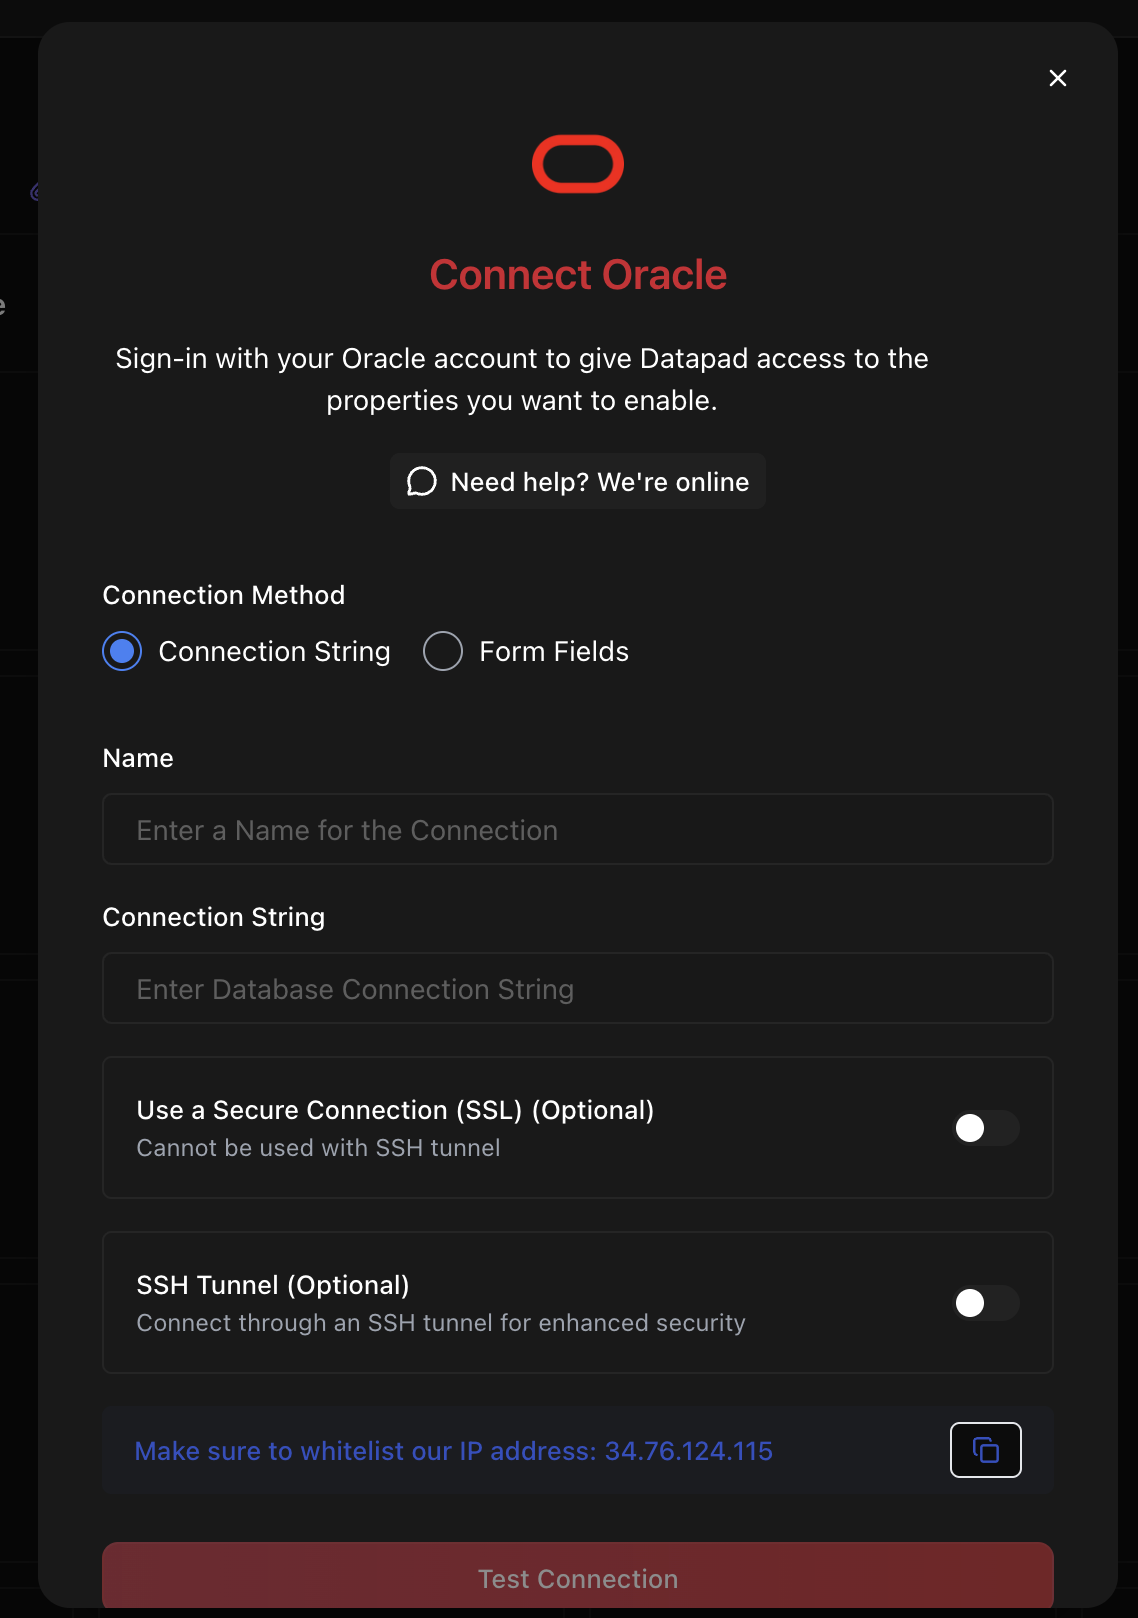 Connect Oracle
Sign-in with your Oracle account to give Datapad access to the
properties you want to enable.
Need help? We're online
Connection Method
Connection String Form Fields
Name
Enter a Name for the Connection
Connection String
Enter Database Connection String
Use a Secure Connection (SSL) (Optional)
Cannot be used with SSH tunnel
SSH Tunnel (Optional)
Connect through an SSH tunnel for enhanced security
Make sure to whitelist our IP address: 34.76.124.115
Test Connection